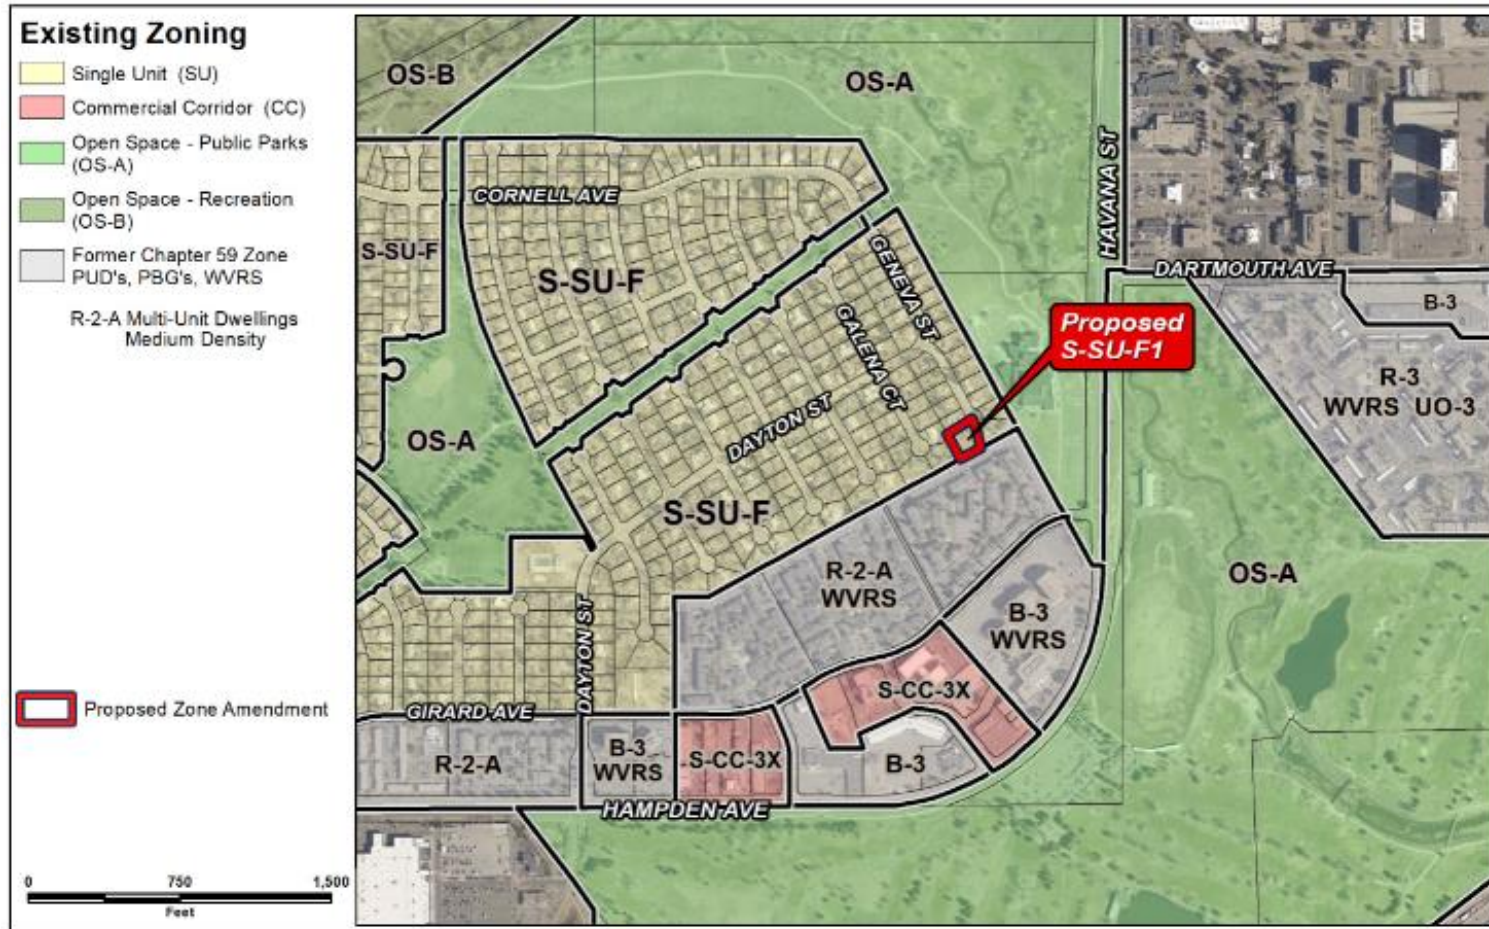 Existing Zoning
Single Unit (SU)
Commercial Corridor (CC)
Open Space - Public Parks
(OS-A)
Open Space - Recreation
(OS-B)
Former Chapter 59 Zone
PUD's, PBG's, WVRS
R-2-A Multi-Unit Dwellings
Medium Density
Proposed Zone Amendment
0 750 1,500
Feet
OS-B
OS-A
HAVANA ST
CORNELL AVE
S-SU-F
S-SU-F
GENEVA ST
DARTMOUTH AVE
B-3
GALENA CT
Proposed
S-SU-F1
R-3
WVRS UO-3
DAYTON ST
OS-A
S-SU-F
R-2-A
WVRS
OS-A
B-3
WVRS
DAYTON ST
S-CC-3X
GIRARD AVE
R-2-A
B-3
WVRS
S-CC-3X
B-3
HAMPDEN AVE